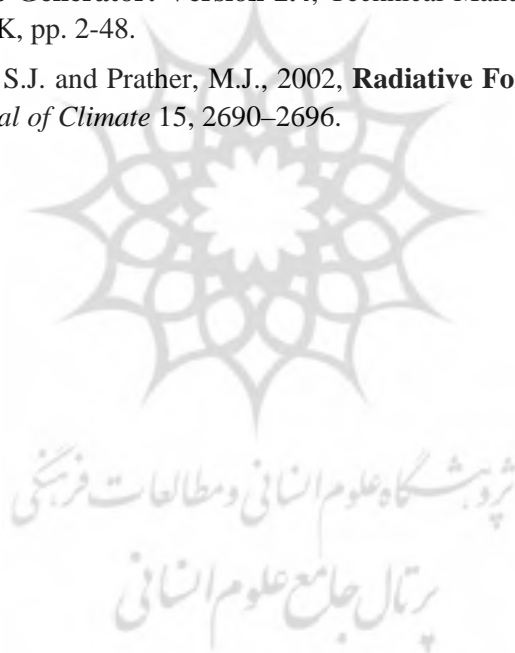 Generator: Version 2.4, Technical
K, pp. 2-48.
S.J. and Prather, M.J., 2002, Radiative Fo
al of Climate 15, 2690–2696.
پژوهشگاه علوم انسانی و مطالعات فرهنگی
پرتال جامع علوم انسانی